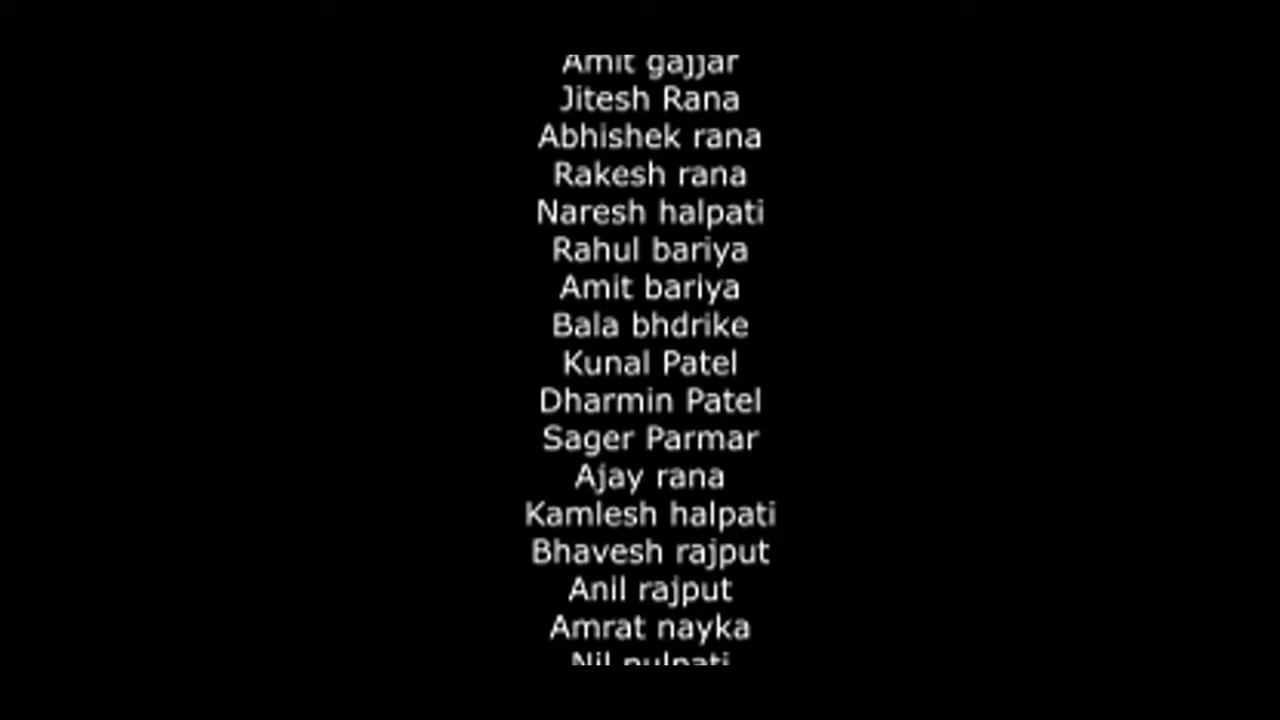 Amit gajjar
Jitesh Rana
Abhishek rana
Rakesh rana
Naresh halpati
Rahul bariya
Amit bariya
Bala bhdrike
Kunal Patel
Dharmin Patel
Sager Parmar
Ajay rana
Kamlesh halpati
Bhavesh rajput
Anil rajput
Amrat nayka
Nil